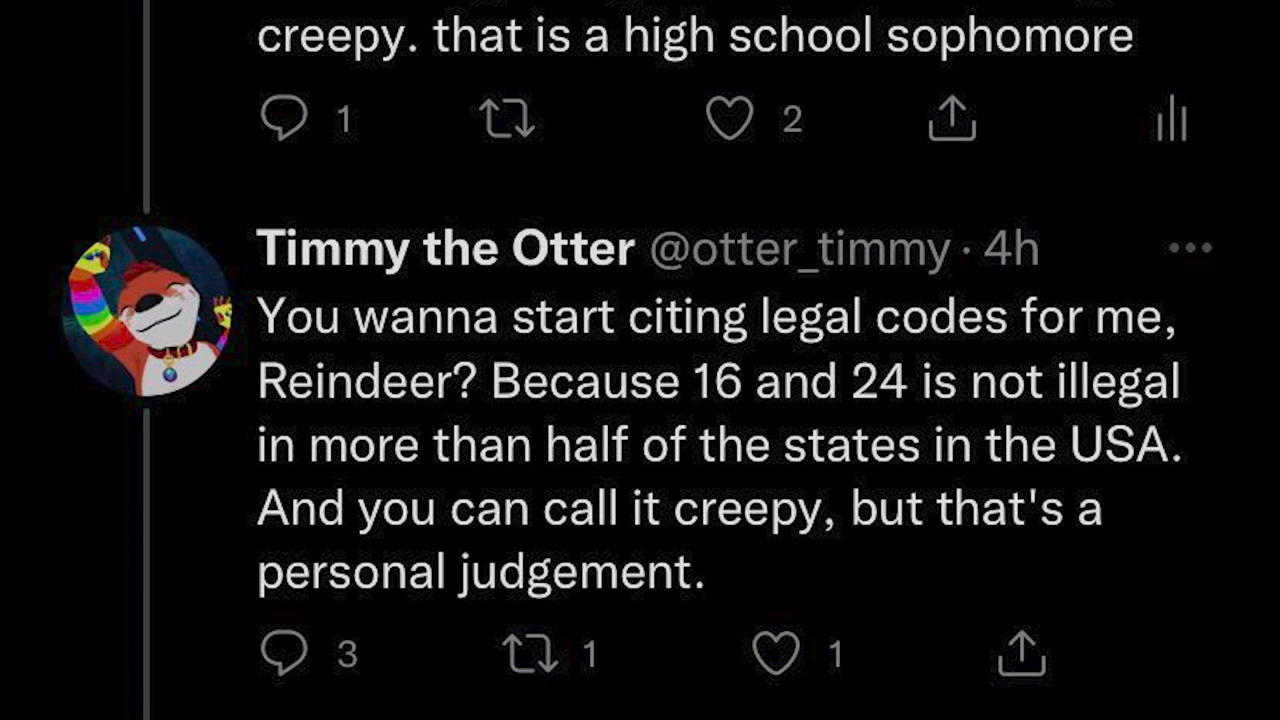 creepy. that is a high school sophomore
1 2
Timmy the Otter @otter_timmy · 4h
You wanna start citing legal codes for me,
Reindeer? Because 16 and 24 is not illegal
in more than half of the states in the USA.
And you can call it creepy, but that's a
personal judgement.
3 1 1